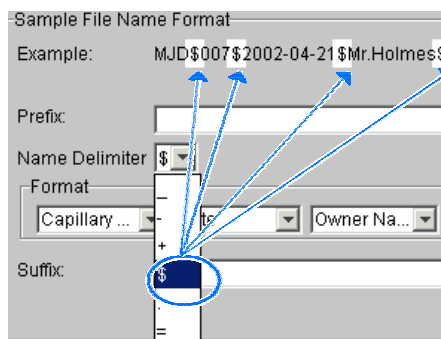 Sample File Name Format
Example: MJD$007$2002-04-21$Mr.Holmes$
Prefix:
Name Delimiter $
Format
_
Capillary ... - Owner Na...
+
Suffix: $
.
=